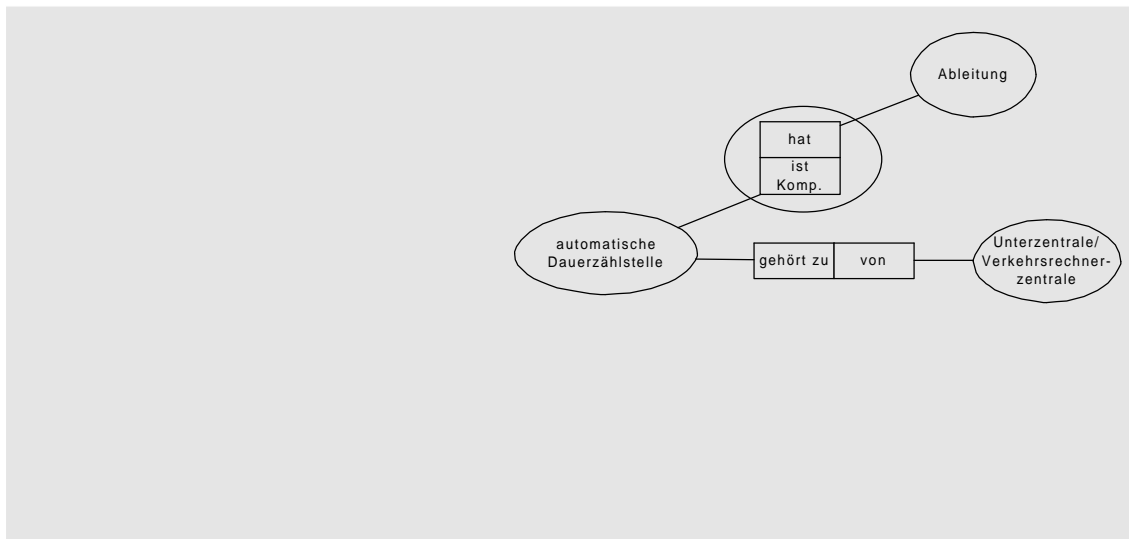 Ableitung
hat
ist
Komp.
automatische
Dauerzählstelle
gehört zu
von
Unterzentrale/
Verkehrsrechner-
zentrale